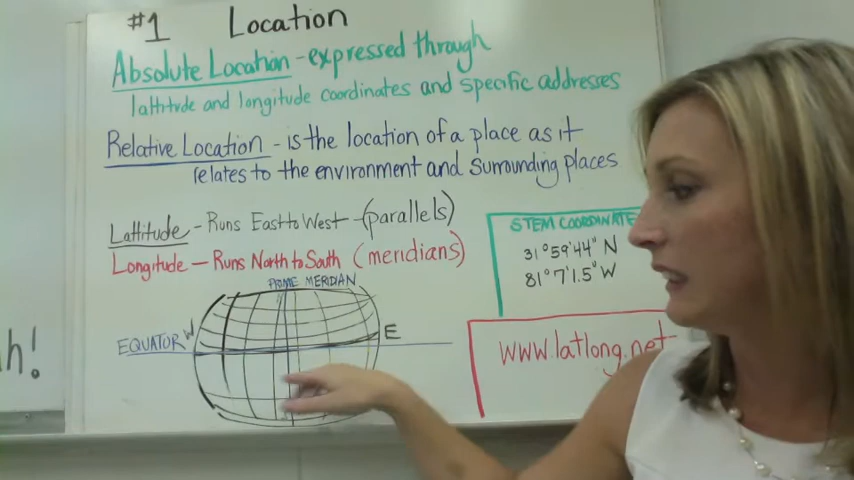 #1 Location
Absolute Location - expressed through
lattitude and longitude coordinates and specific addresses
Relative Location - is the location of a place as it
relates to the environment and surrounding places
Lattitude - Runs East to West - (parallels)
Longitude - Runs North to South (meridians)
PRIME MERIDIAN
EQUATOR W
E
STEM COORDINATE
31°59'44" N
81°7'1.5" W
www.latlong.net
h!